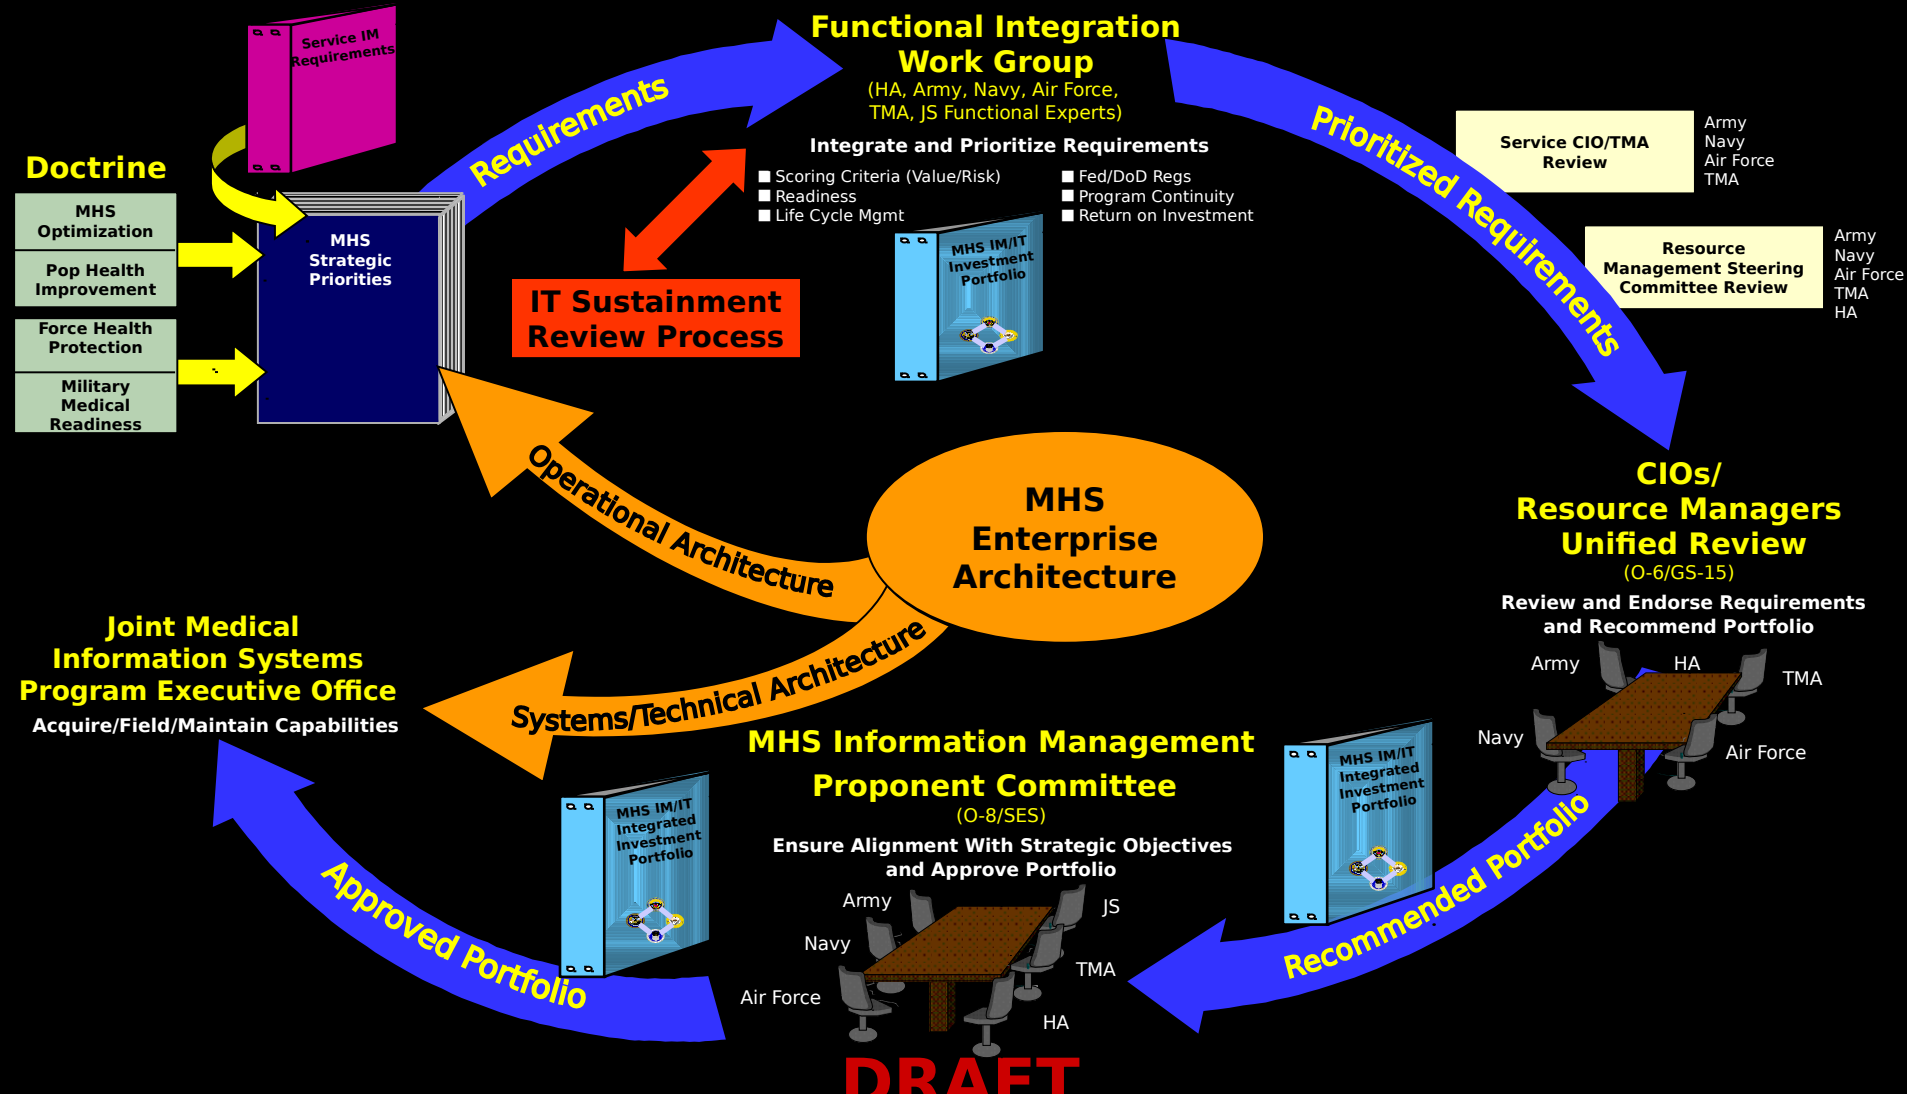 Service IM
Requirements
Doctrine
MHS
Optimization
Pop Health
Improvement
Force Health
Protection
Military
Medical
Readiness
MHS
Strategic
Priorities
Requirements
Functional Integration
Work Group
(HA, Army, Navy, Air Force,
TMA, JS Functional Experts)
Integrate and Prioritize Requirements
Scoring Criteria (Value/Risk)
Readiness
Life Cycle Mgmt
Fed/DoD Regs
Program Continuity
Return on Investment
MHS IM/IT
Investment
Portfolio
IT Sustainment
Review Process
Prioritized Requirements
Service CIO/TMA
Review
Army
Navy
Air Force
TMA
Resource
Management Steering
Committee Review
Army
Navy
Air Force
TMA
HA
MHS
Enterprise
Architecture
Operational Architecture
Systems/Technical Architecture
CIOs/
Resource Managers
Unified Review
(O-6/GS-15)
Review and Endorse Requirements
and Recommend Portfolio
Army
HA
TMA
Navy
Air Force
MHS IM/IT
Integrated
Investment
Portfolio
Recommended Portfolio
MHS Information Management
Proponent Committee
(O-8/SES)
Ensure Alignment With Strategic Objectives
and Approve Portfolio
Army
JS
Navy
TMA
Air Force
HA
MHS IM/IT
Integrated
Investment
Portfolio
Approved Portfolio
Joint Medical
Information Systems
Program Executive Office
Acquire/Field/Maintain Capabilities
DRAFT